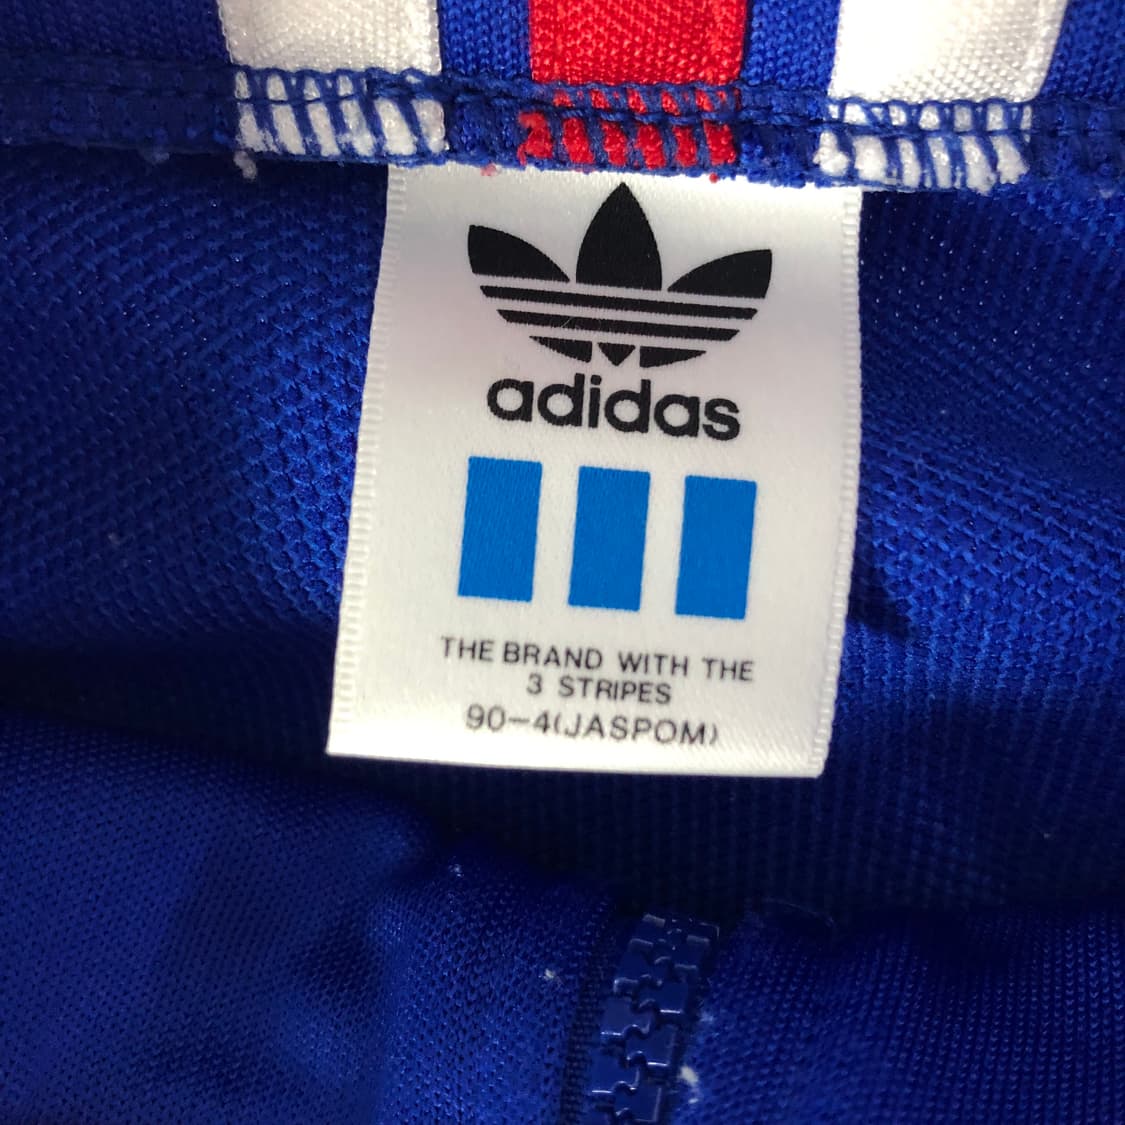 adidas
THE BRAND WITH THE
3 STRIPES
90-4(JASPOM)